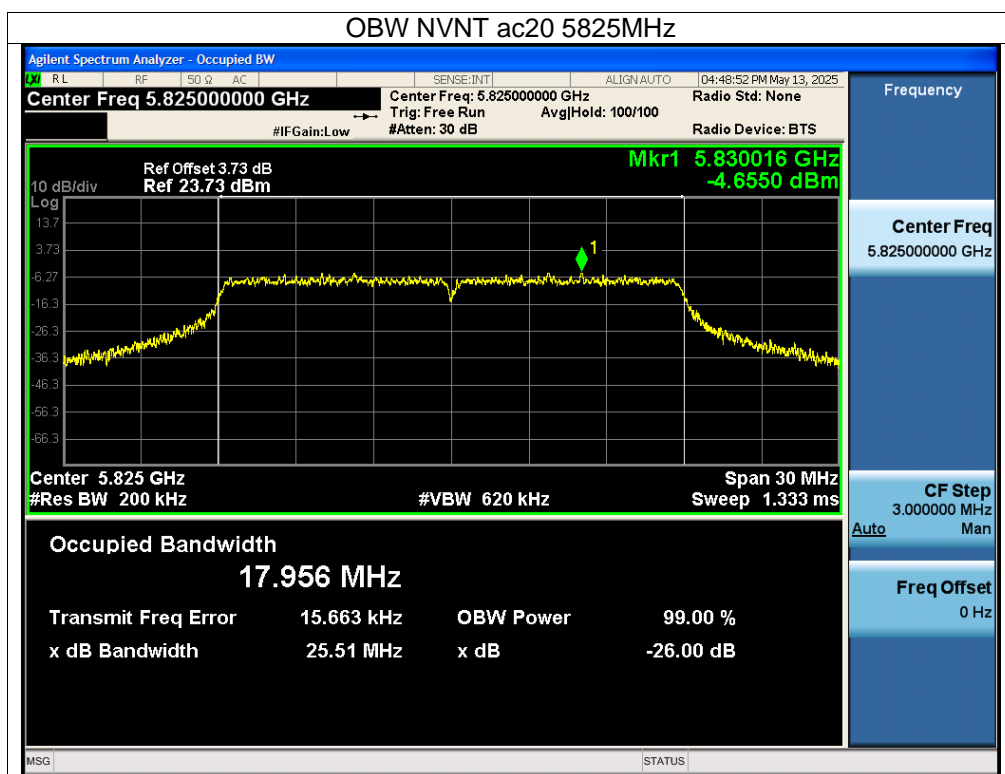 OBW NVNT ac20 5825MHz
Agilent Spectrum Analyzer - Occupied BW
LXI RL RF 50 Ω AC SENSE:INT ALIGN AUTO 04:48:52 PM May 13, 2025
Center Freq 5.825000000 GHz Center Freq: 5.825000000 GHz Radio Std: None
Trig: Free Run Avg|Hold: 100/100
#IFGain:Low #Atten: 30 dB Radio Device: BTS
Frequency
Mkr1 5.830016 GHz
-4.6550 dBm
Ref Offset 3.73 dB
10 dB/div Ref 23.73 dBm
Log
13.7
3.73
-6.27
-16.3
-26.3
-36.3
-46.3
-56.3
-66.3
1
Center 5.825 GHz Span 30 MHz
#Res BW 200 kHz #VBW 620 kHz Sweep 1.333 ms
Center Freq
5.825000000 GHz
CF Step
3.000000 MHz
Auto Man
Freq Offset
0 Hz
Occupied Bandwidth
17.956 MHz
Transmit Freq Error 15.663 kHz OBW Power 99.00 %
x dB Bandwidth 25.51 MHz x dB -26.00 dB
MSG STATUS